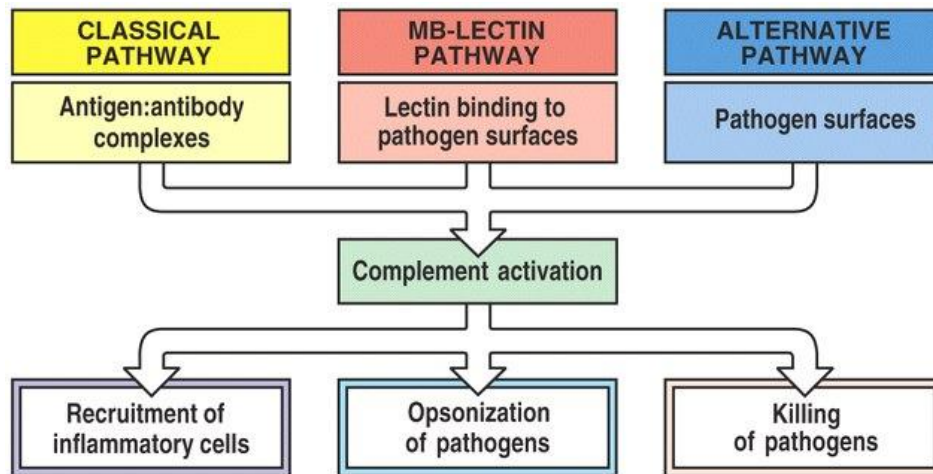 CLASSICAL
PATHWAY
Antigen:antibody
complexes
MB-LECTIN
PATHWAY
Lectin binding to
pathogen surfaces
ALTERNATIVE
PATHWAY
Pathogen surfaces
Complement activation
Recruitment of
inflammatory cells
Opsonization
of pathogens
Killing
of pathogens